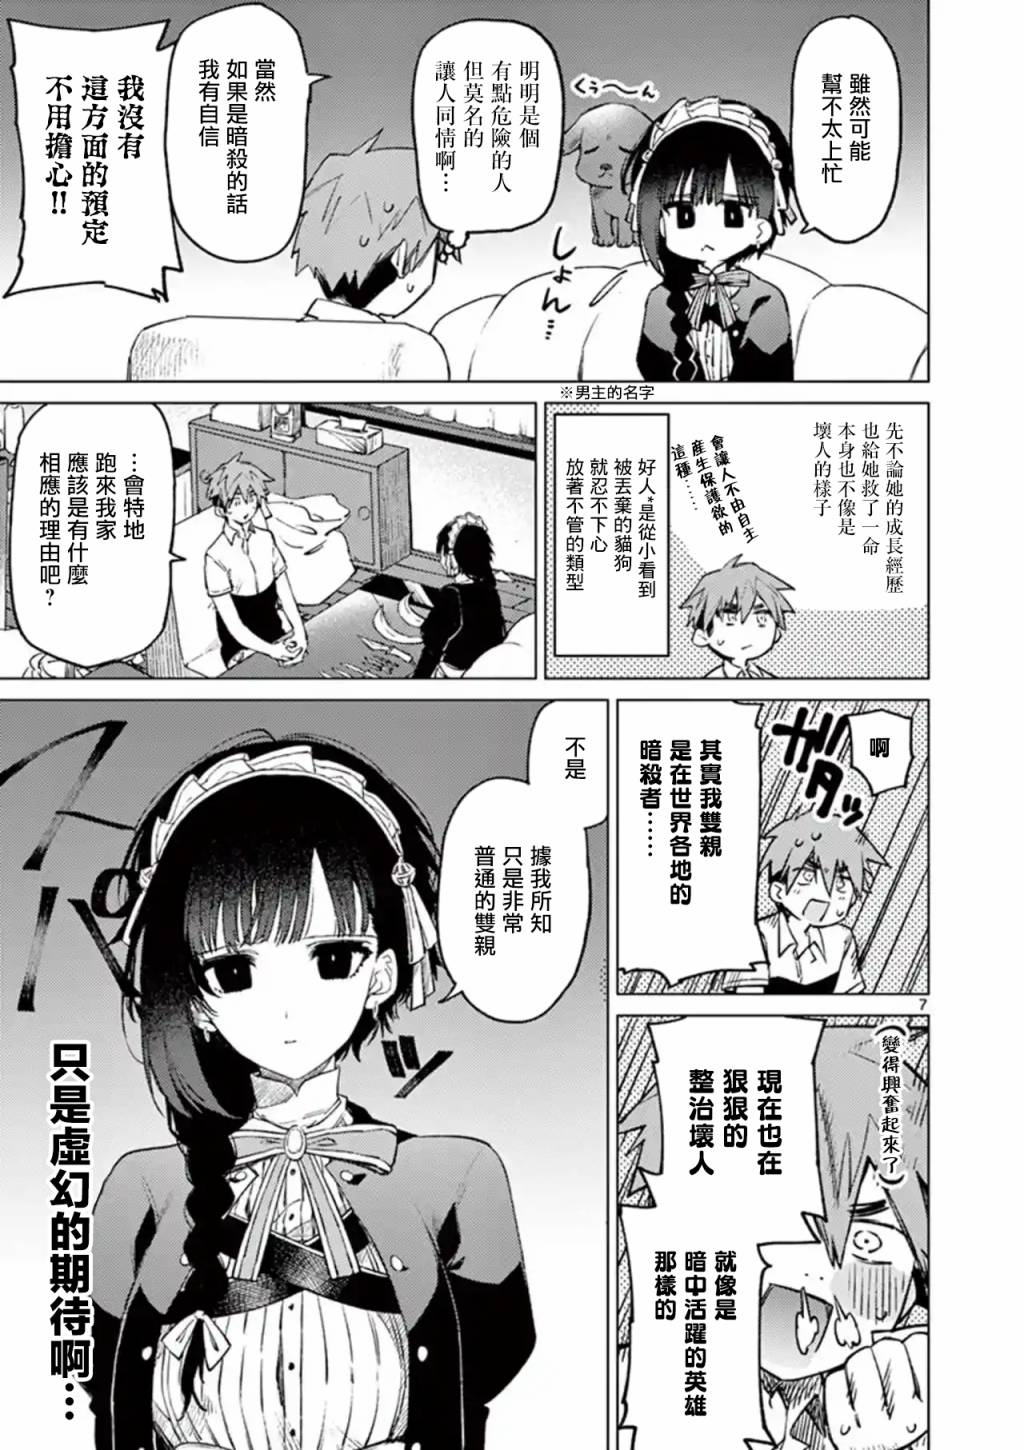 雖然可能
幫不太上忙
くぅ〜〜ん
しょん…
明明是個
有點危險的人
但莫名的
讓人同情啊…
當然
如果是暗殺的話
我有自信
我沒有
這方面的預定
不用擔心!!
先不論她的成長經歷
也給她救了一命
本身也不像是
壞人的樣子
會讓人不由自主
產生保護欲的
這種……
※男主的名字
好人*是從小看到
被丟棄的貓狗
就忍不下心
放著不管的類型
…會特地
跑來我家
應該是有什麼
相應的理由吧?
啊
ガタッ
其實我雙親
是在世界各地的
暗殺者……
7
(變得興奮起來了)
現在也在
狠狠的
整治壞人
就像是
暗中活躍的英雄
那樣的
不是
據我所知
只是非常
普通的雙親
只是虛幻的期待啊…